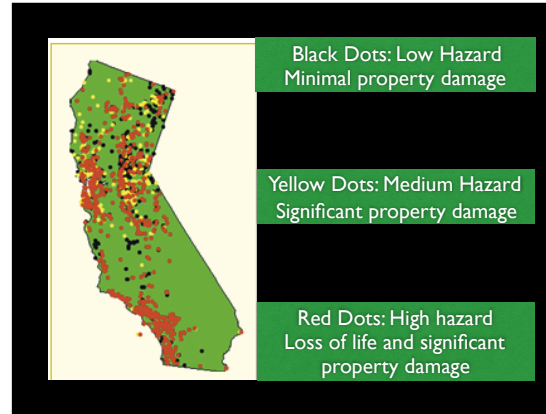 Black Dots: Low Hazard
Minimal property damage
Yellow Dots: Medium Hazard
Significant property damage
Red Dots: High hazard
Loss of life and significant
property damage